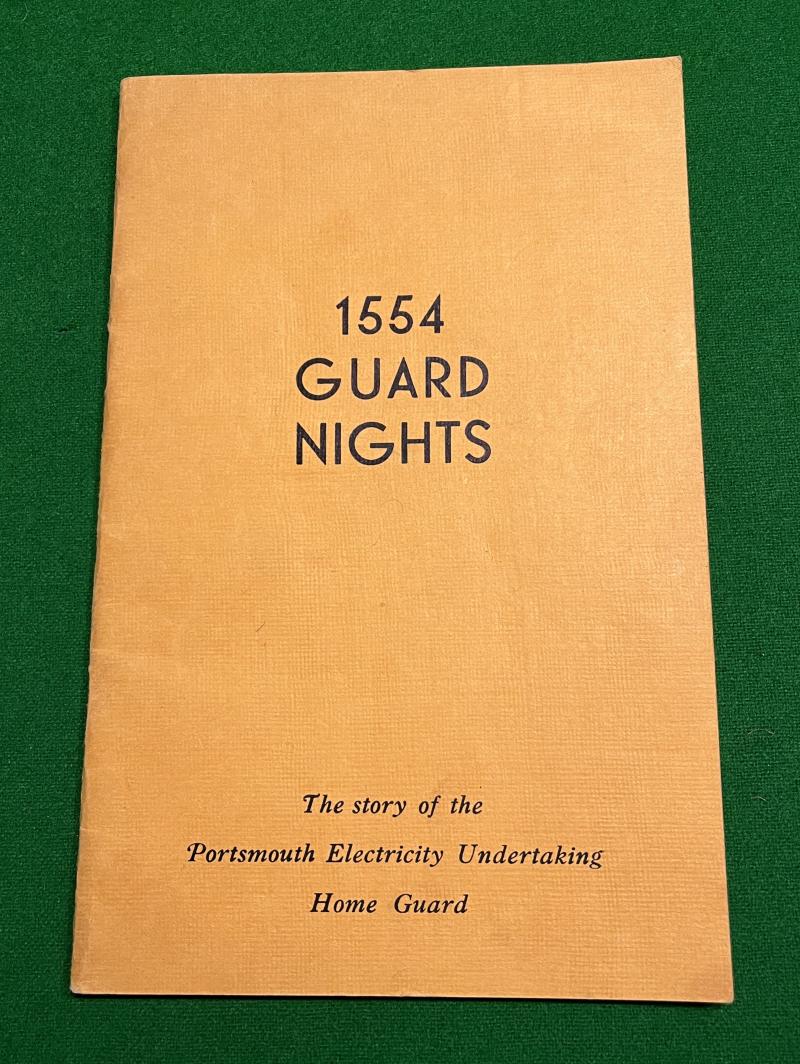 1554
GUARD
NIGHTS
The story of the
Portsmouth Electricity Undertaking
Home Guard